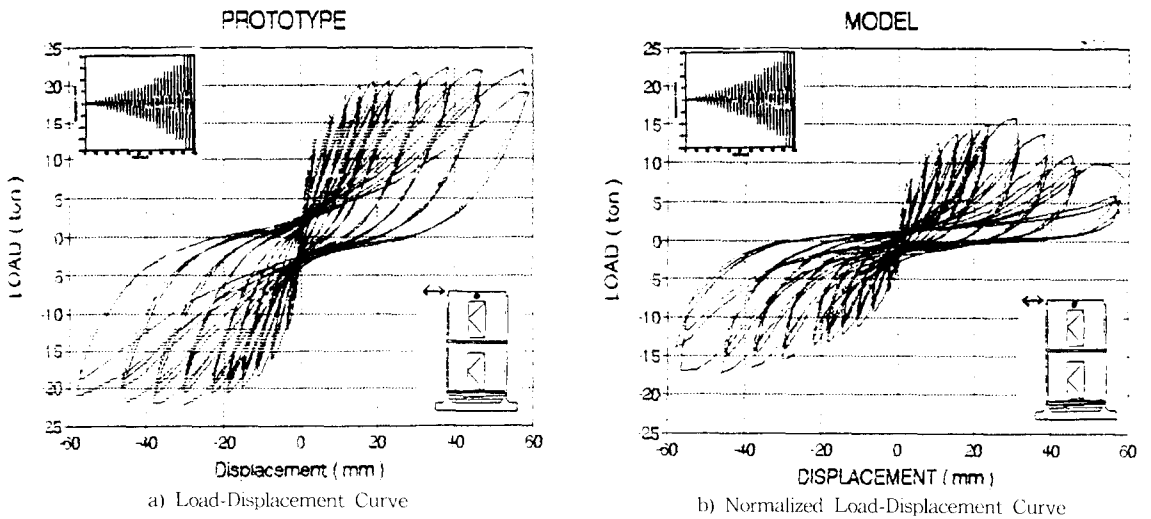 PROTOTYPE
25
20
15
10
5
0
5
-10
-15
-20
25
LOAD ( ton )
-60 -40 -20 0 20 40 60
Displacement ( mm )
a) Load-Displacement Curve
MODEL
25
20
15
10
5
0
-5
-10
-15
-20
-25
LOAD ( ton )
-60 -40 -20 0 20 40 60
DISPLACEMENT ( mm )
b) Normalized Load-Displacement Curve